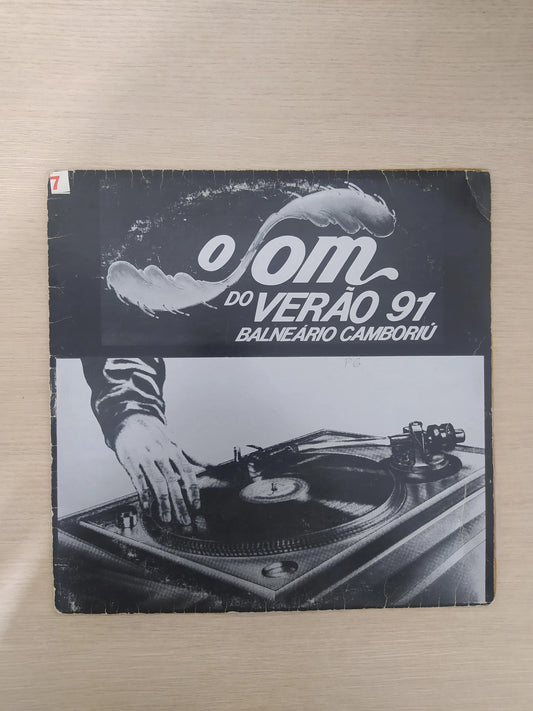 7
O Som
DO VERÃO 91
BALNEÁRIO CAMBORIÚ
PG